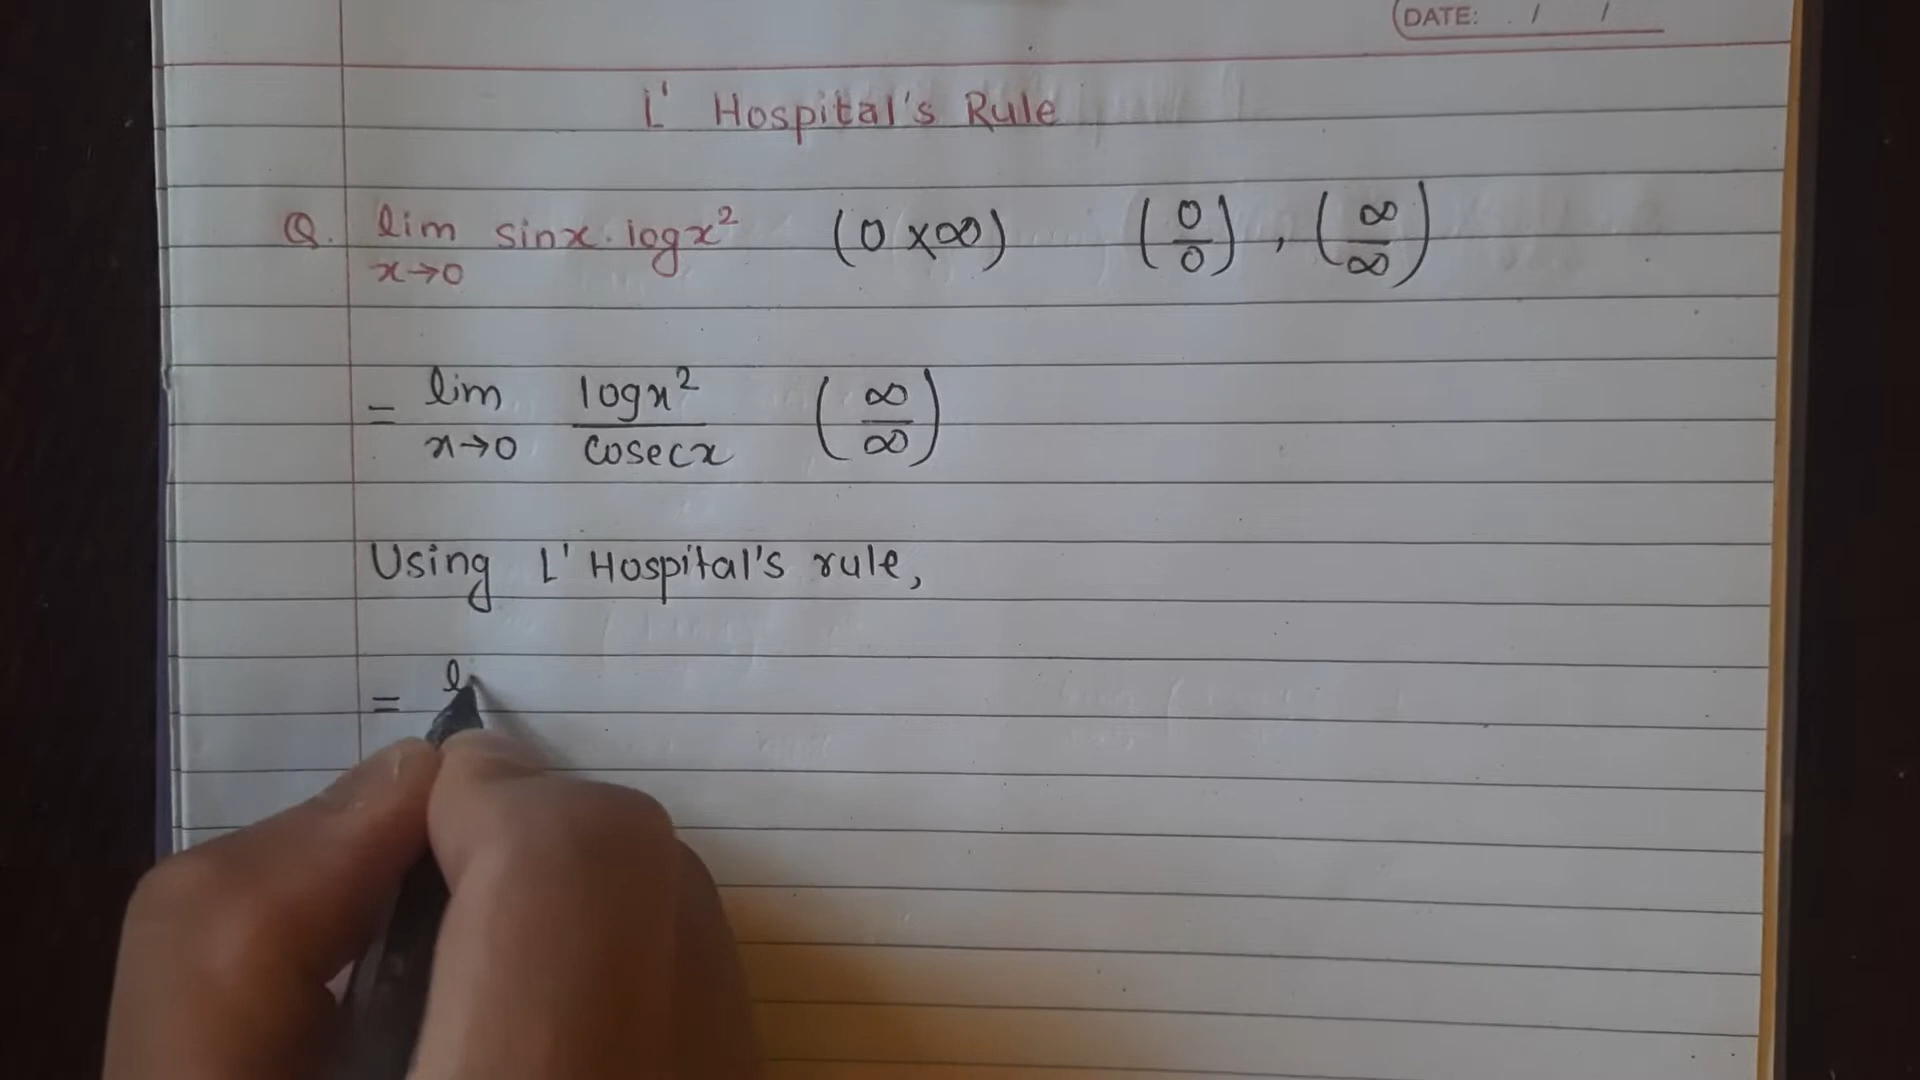 DATE: / /
L' Hospital's Rule
Q. lim x→0 sinx.logx² (0×∞) (0/0), (∞/∞)
= lim x→0 logx²/cosecx (∞/∞)
Using L' Hospital's rule,
=